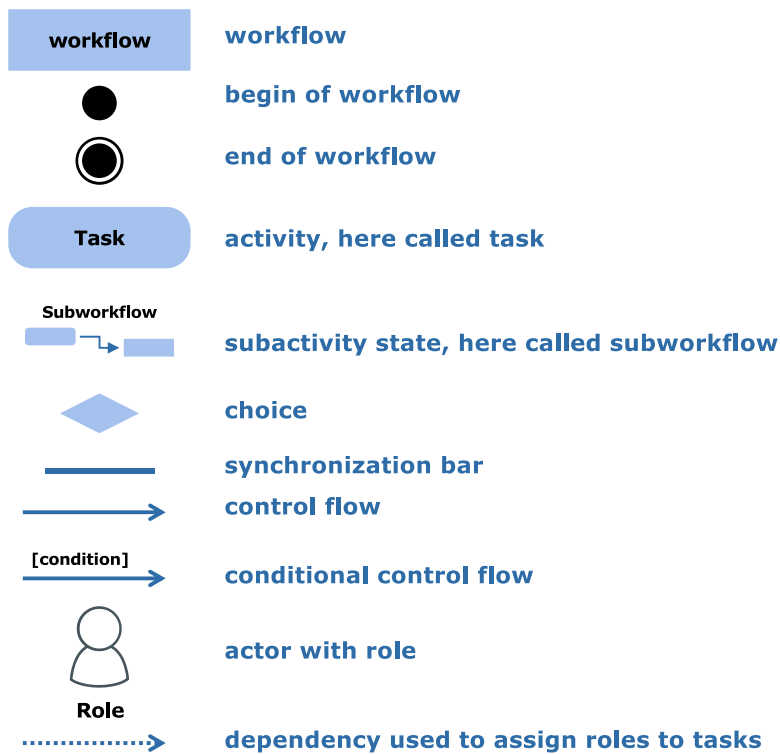 workflow workflow
begin of workflow
end of workflow
Task activity, here called task
Subworkflow
subactivity state, here called subworkflow
choice
synchronization bar
control flow
[condition]
conditional control flow
actor with role
Role
dependency used to assign roles to tasks